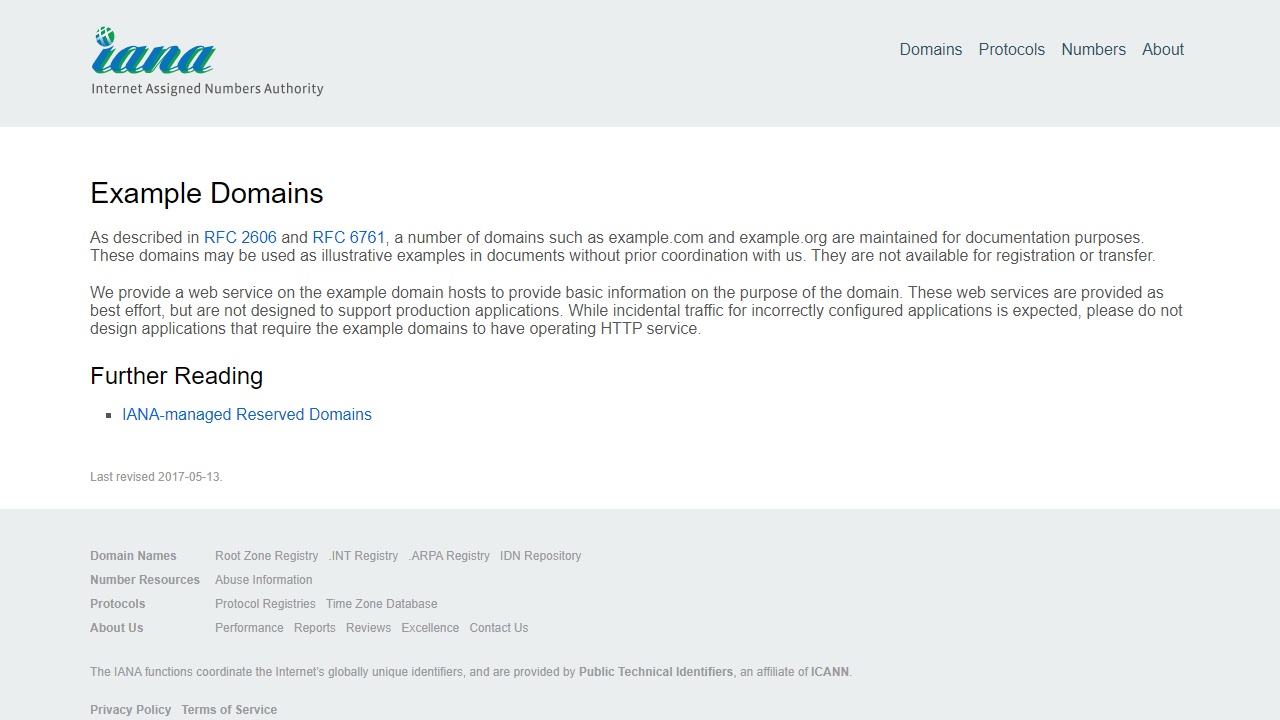 iana
Internet Assigned Numbers Authority
Domains Protocols Numbers About
Example Domains
As described in RFC 2606 and RFC 6761, a number of domains such as example.com and example.org are maintained for documentation purposes.
These domains may be used as illustrative examples in documents without prior coordination with us. They are not available for registration or transfer.
We provide a web service on the example domain hosts to provide basic information on the purpose of the domain. These web services are provided as
best effort, but are not designed to support production applications. While incidental traffic for incorrectly configured applications is expected, please do not
design applications that require the example domains to have operating HTTP service.
Further Reading
IANA-managed Reserved Domains
Last revised 2017-05-13.
Domain Names Root Zone Registry .INT Registry .ARPA Registry IDN Repository
Number Resources Abuse Information
Protocols Protocol Registries Time Zone Database
About Us Performance Reports Reviews Excellence Contact Us
The IANA functions coordinate the Internet's globally unique identifiers, and are provided by Public Technical Identifiers, an affiliate of ICANN.
Privacy Policy Terms of Service